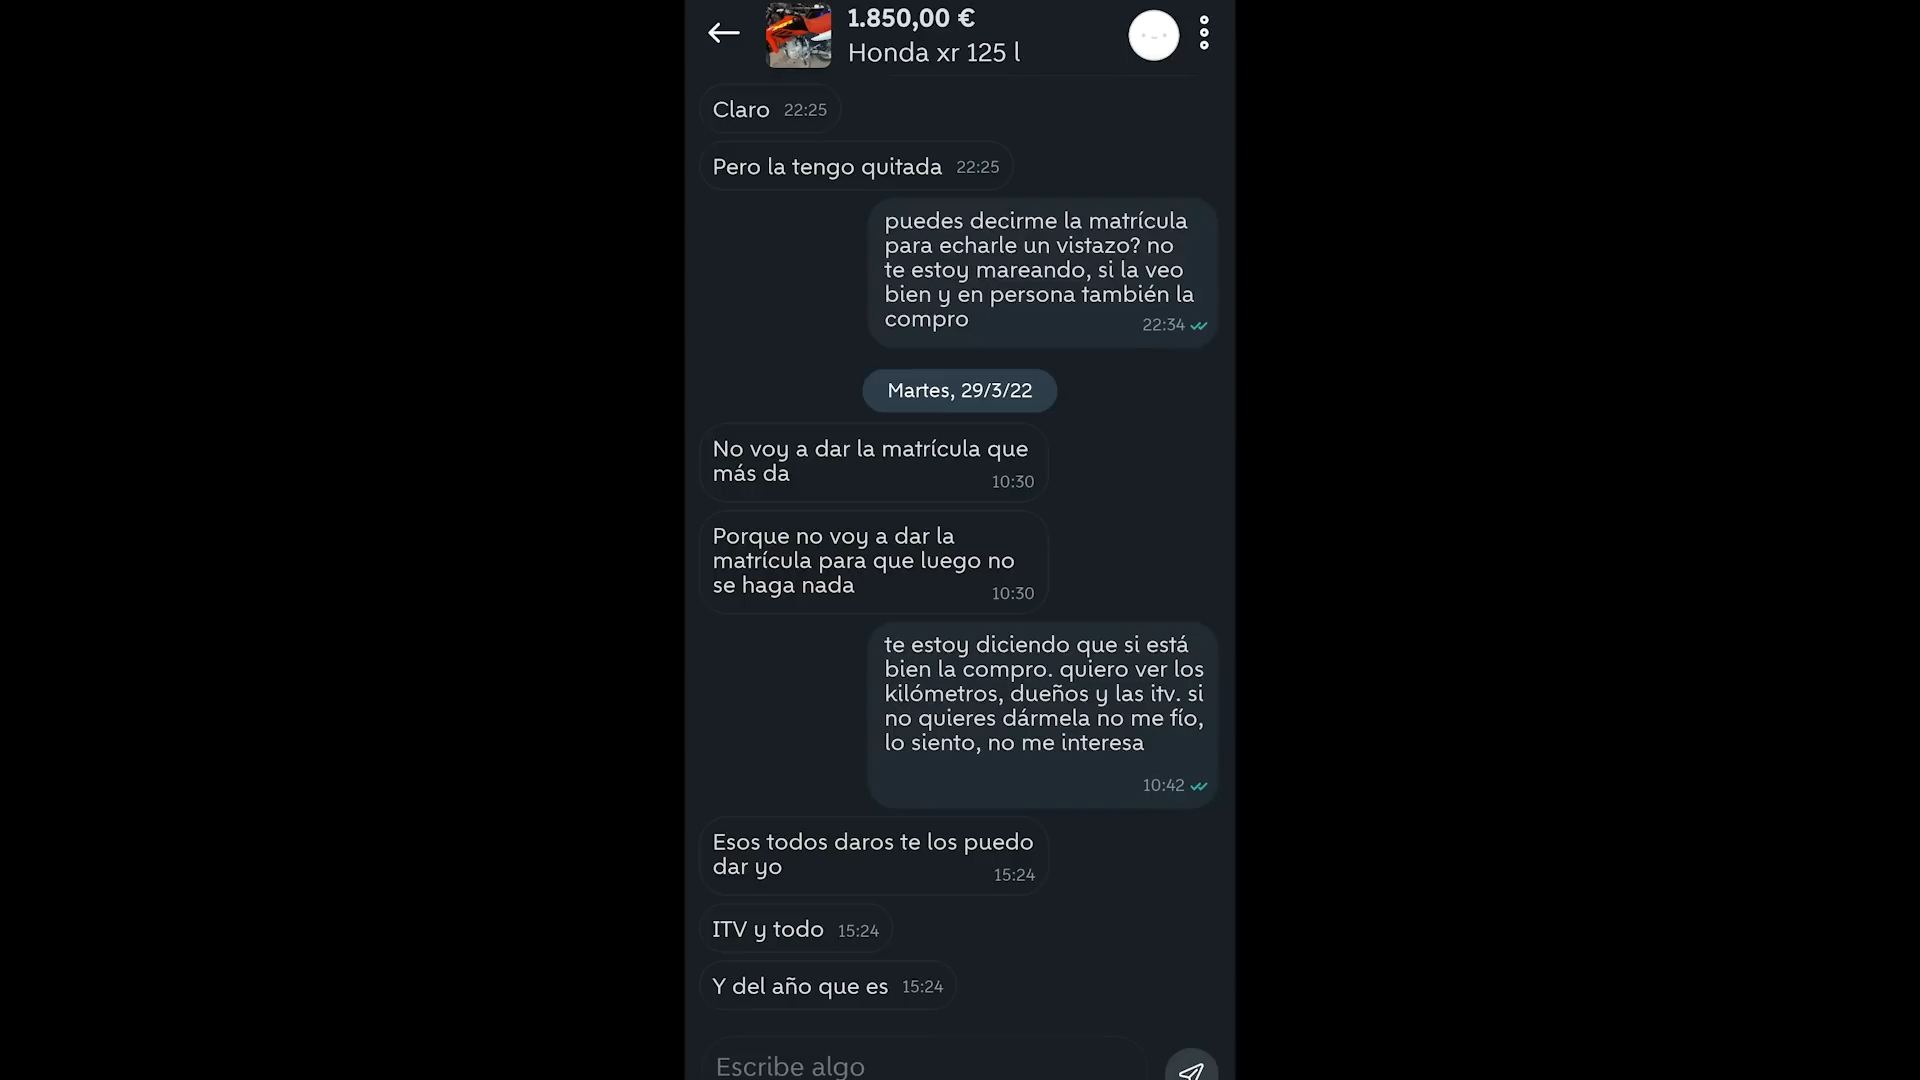 1.850,00 €
Honda xr 125 l
Claro 22:25
Pero la tengo quitada 22:25
puedes decirme la matrícula
para echarle un vistazo? no
te estoy mareando, si la veo
bien y en persona también la
compro 22:34
Martes, 29/3/22
No voy a dar la matrícula que
más da 10:30
Porque no voy a dar la
matrícula para que luego no
se haga nada 10:30
te estoy diciendo que si está
bien la compro. quiero ver los
kilómetros, dueños y las itv. si
no quieres dármela no me fío,
lo siento, no me interesa
10:42
Esos todos daros te los puedo
dar yo 15:24
ITV y todo 15:24
Y del año que es 15:24
Escribe algo